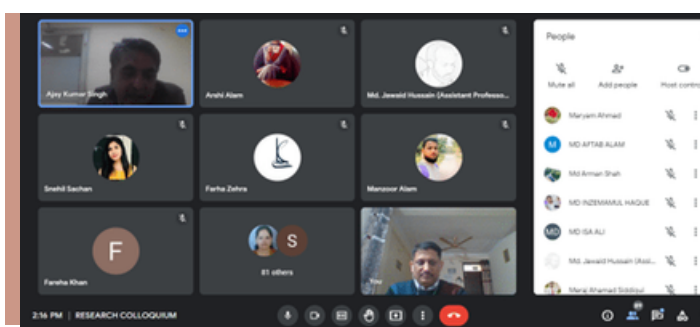 Ajay Kumar Singh
Anshi Alam
Md. Jawaid Hussain (Assistant Professo...
Snehil Sachan
Farha Zehra
Manzoor Alam
F
Fareha Khan
S
81 others
You
2:16 PM | RESEARCH COLLOQUIUM
People
Mute all
Add people
Host contro
Maryam Ahmad
M
MD AFTAB ALAM
Md Arman Shah
MD INZEMAMUL HAQUE
MD
MD ISA ALI
Md. Jawaid Hussain (Assi...
Meraj Ahamad Siddiqui